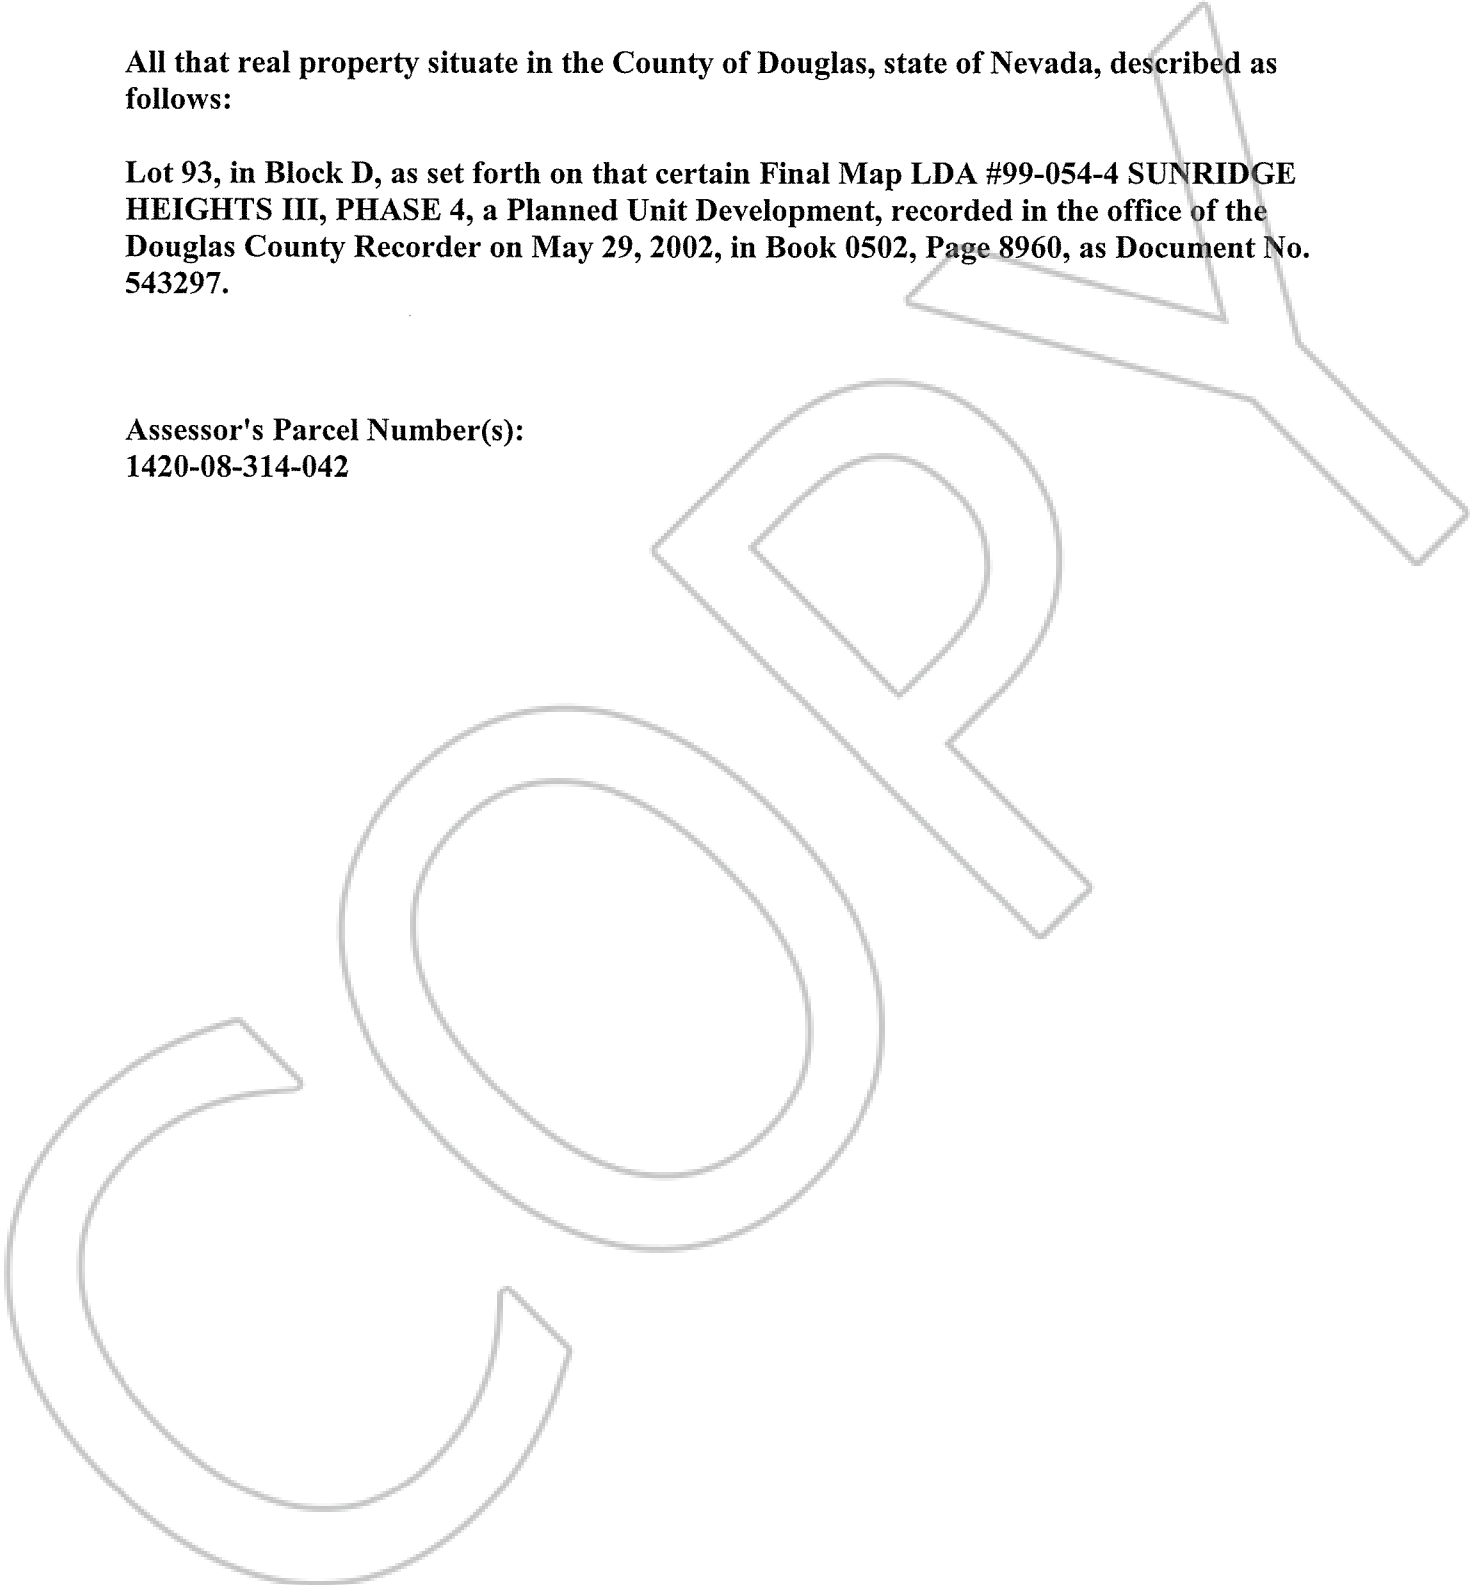 All that real property situate in the County of Douglas, state of Nevada, described as
follows:
Lot 93, in Block D, as set forth on that certain Final Map LDA #99-054-4 SUNRIDGE
HEIGHTS III, PHASE 4, a Planned Unit Development, recorded in the office of the
Douglas County Recorder on May 29, 2002, in Book 0502, Page 8960, as Document No.
543297.
Assessor's Parcel Number(s):
1420-08-314-042
COPY